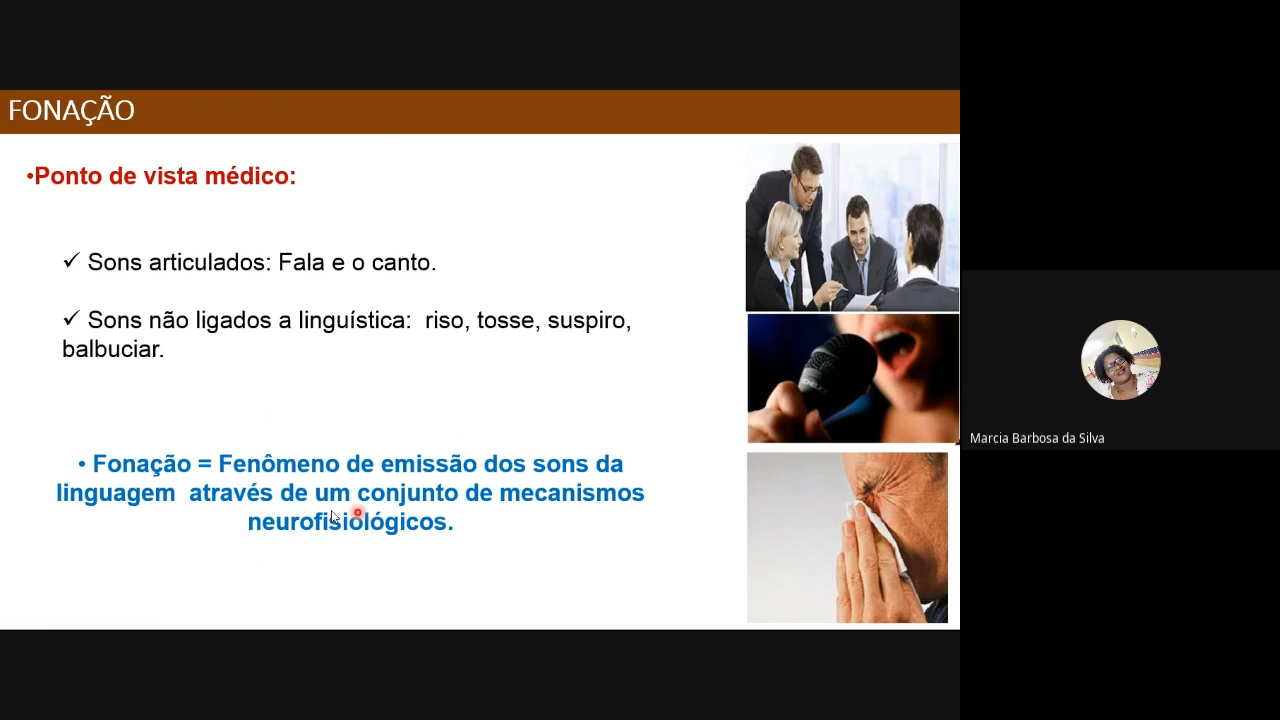 FONAÇÃO
•Ponto de vista médico:
✓ Sons articulados: Fala e o canto.
✓ Sons não ligados a linguística: riso, tosse, suspiro,
balbuciar.
• Fonação = Fenômeno de emissão dos sons da
linguagem através de um conjunto de mecanismos
neurofisiológicos.
Marcia Barbosa da Silva